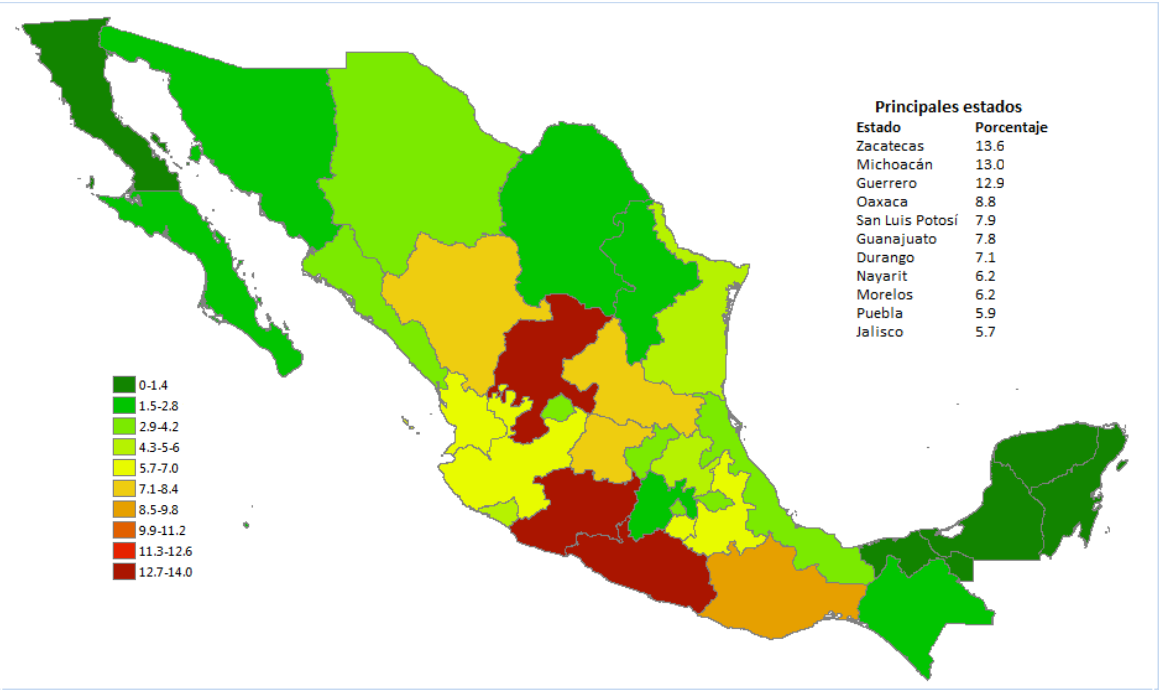 Principales estados
Estado Porcentaje
Zacatecas 13.6
Michoacán 13.0
Guerrero 12.9
Oaxaca 8.8
San Luis Potosí 7.9
Guanajuato 7.8
Durango 7.1
Nayarit 6.2
Morelos 6.2
Puebla 5.9
Jalisco 5.7
0-1.4
1.5-2.8
2.9-4.2
4.3-5-6
5.7-7.0
7.1-8.4
8.5-9.8
9.9-11.2
11.3-12.6
12.7-14.0